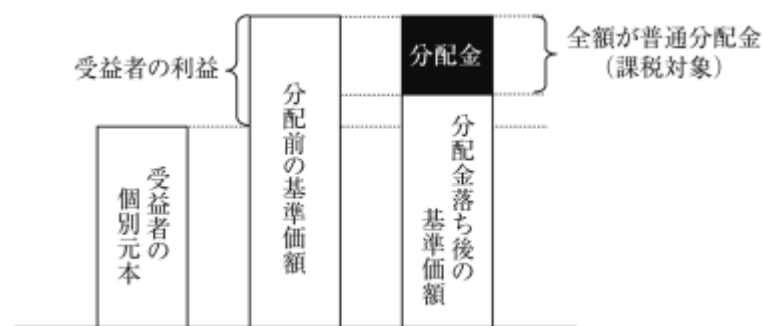 受益者の利益
受益者の
個別元本
分配前の基準価額
分配金
分配金落ち後の
基準価額
全額が普通分配金
(課税対象)